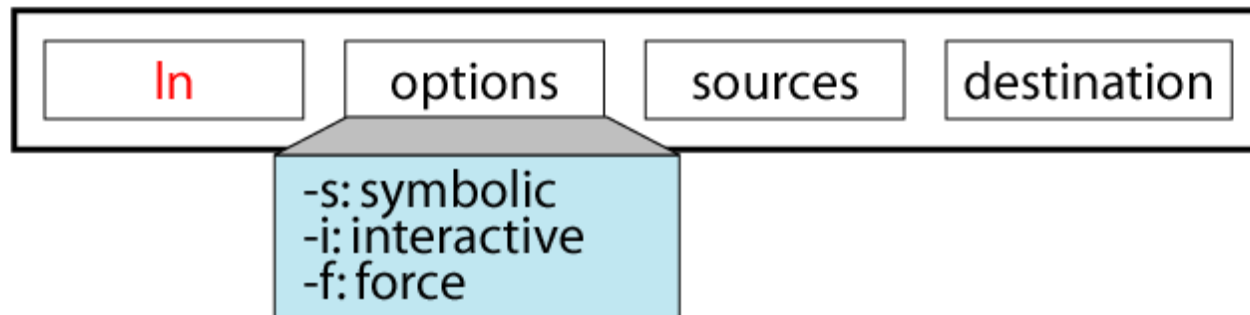 ln options sources destination
-s: symbolic
-i: interactive
-f: force